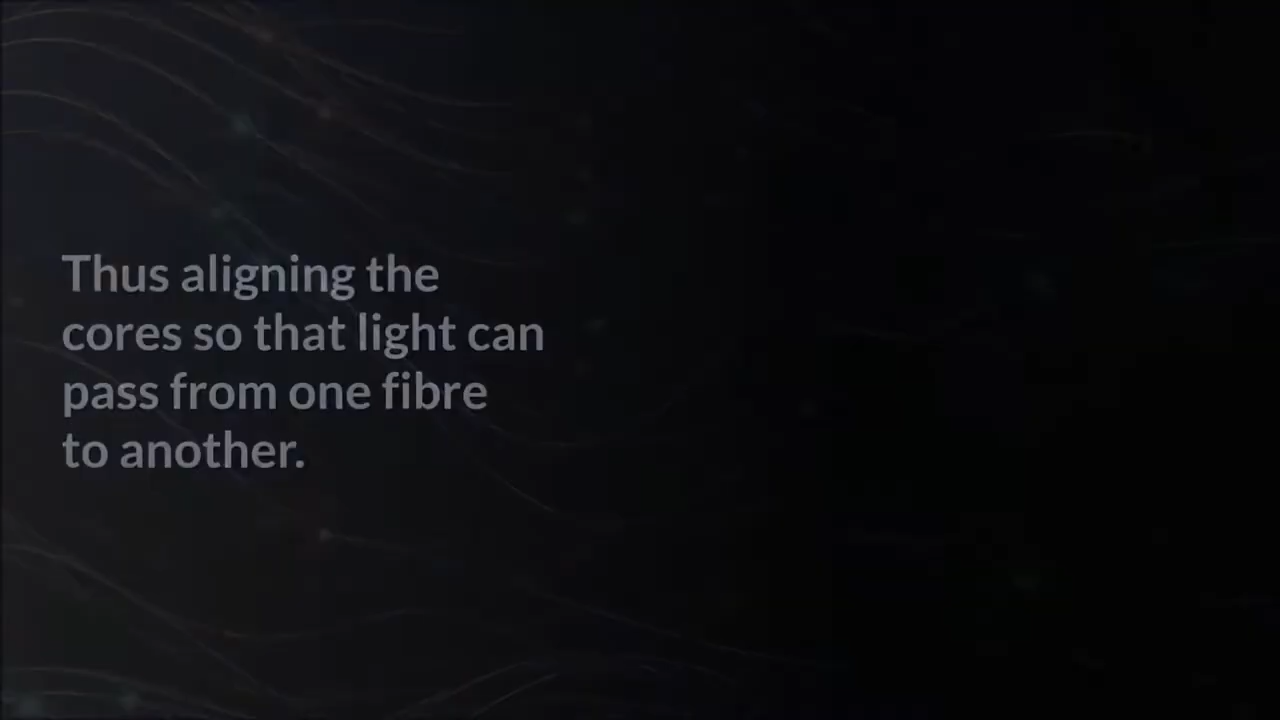 Thus aligning the
cores so that light can
pass from one fibre
to another.